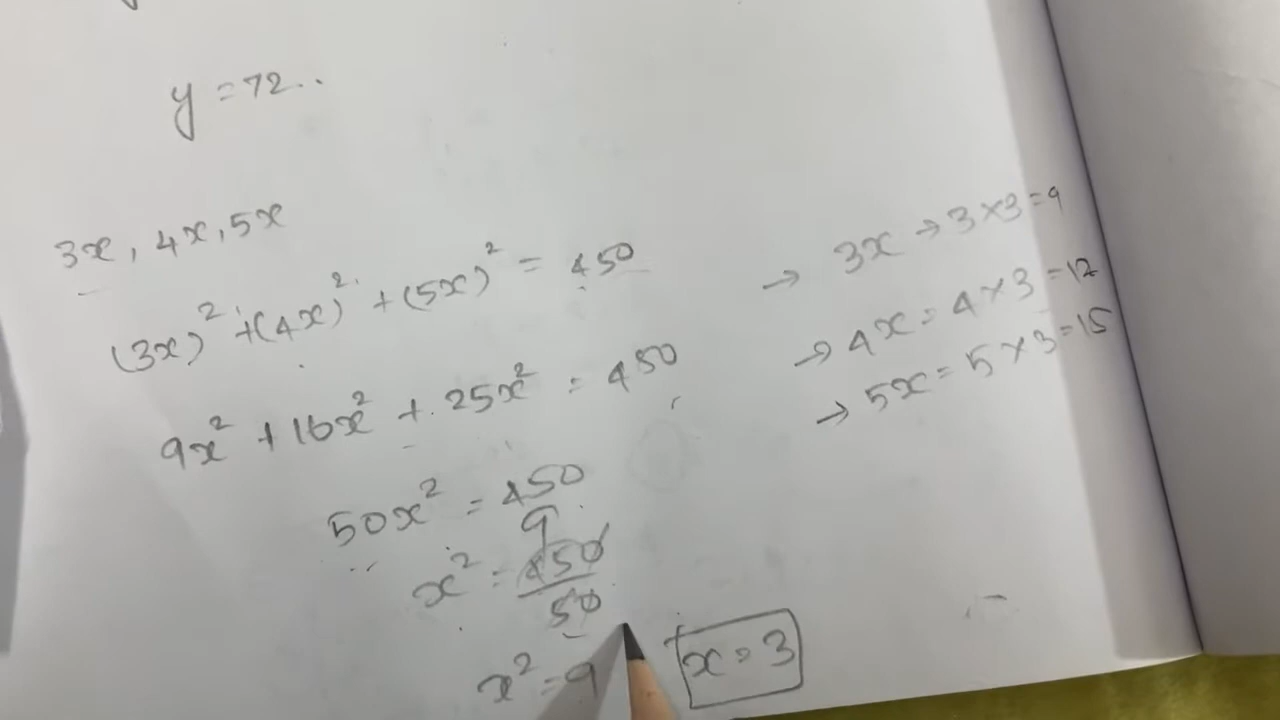 y = 72..
3x, 4x, 5x
(3x)² + (4x)² + (5x)² = 450
9x² + 16x² + 25x² = 450
50x² = 450
9
x² = 450/50
x² = 9
x = 3
→ 3x → 3×3 = 9
→ 4x = 4×3 = 12
→ 5x = 5×3 = 15